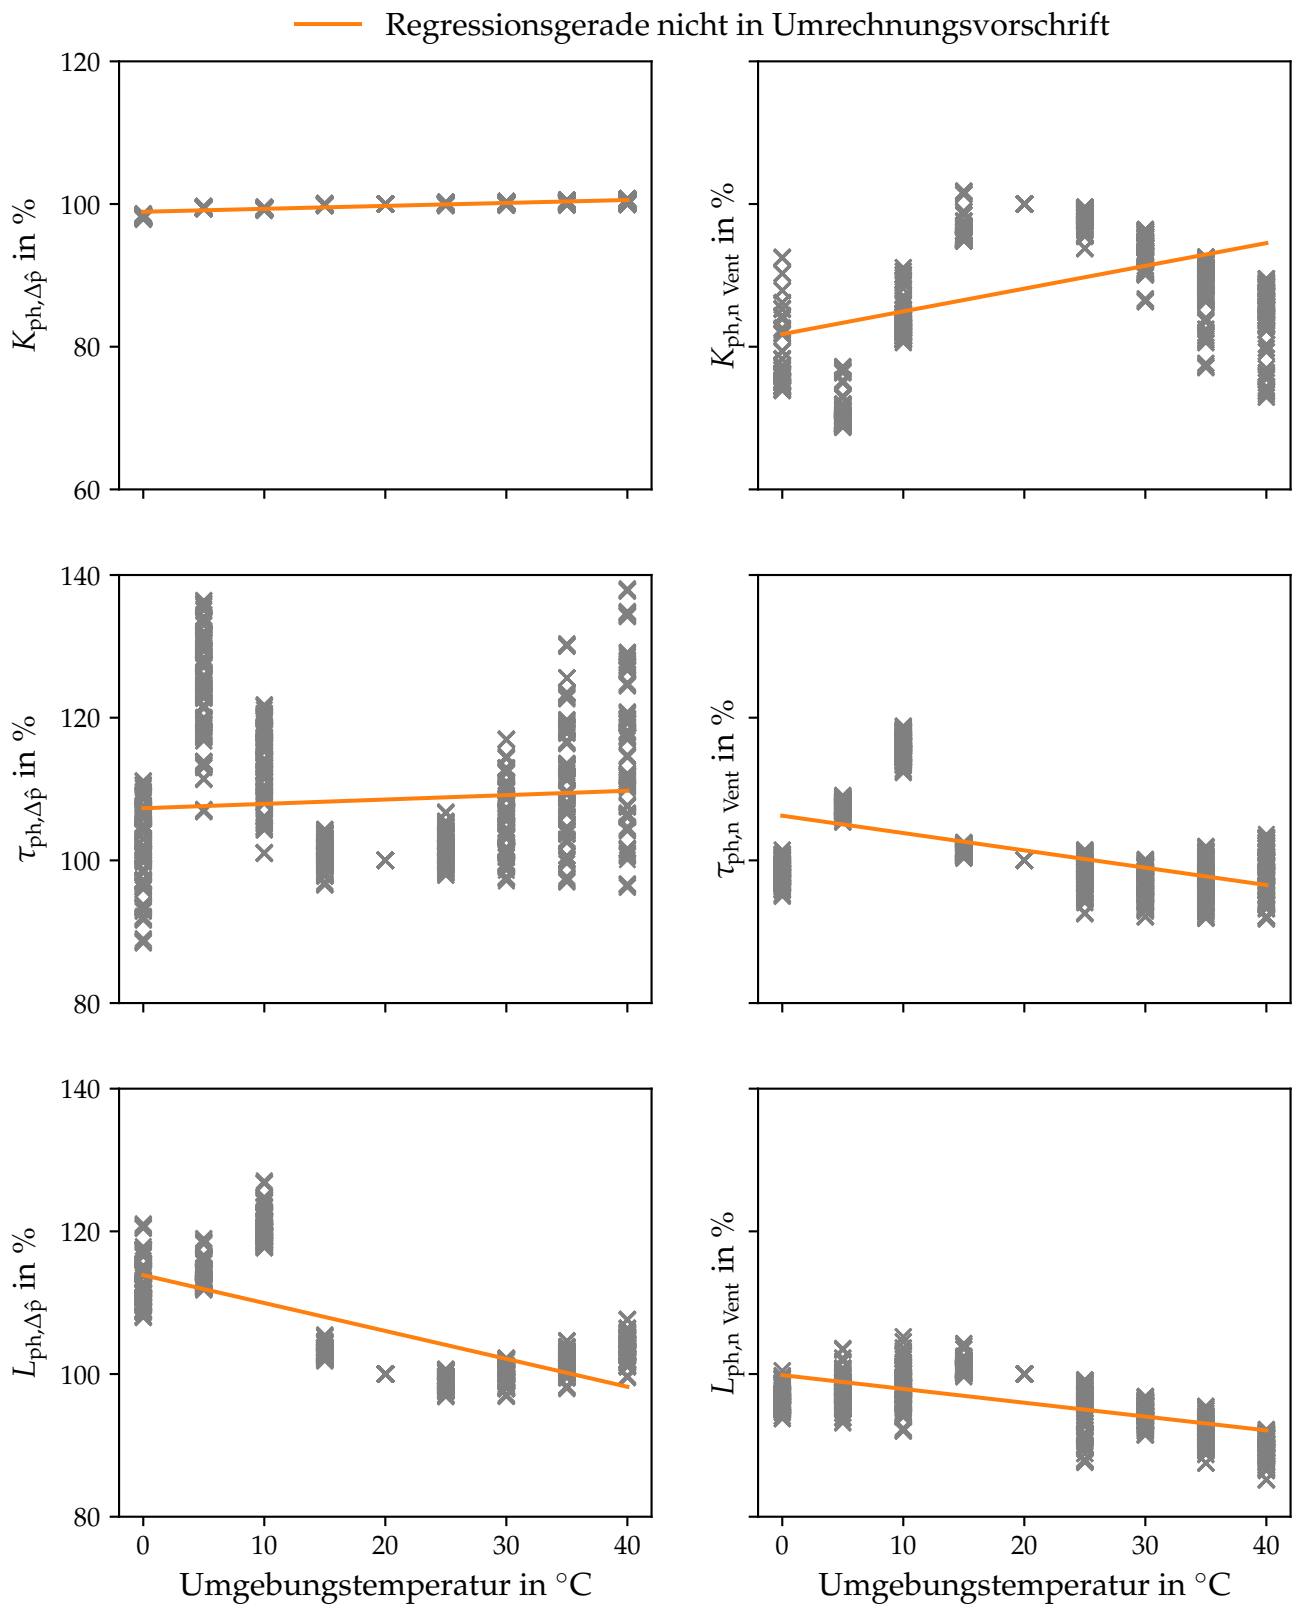 Regressionsgerade nicht in Umrechnungsvorschrift
120
100
80
60
K_ph,Δp̂ in %
K_ph,n Vent in %
140
120
100
80
τ_ph,Δp̂ in %
τ_ph,n Vent in %
140
120
100
80
L_ph,Δp̂ in %
L_ph,n Vent in %
0 10 20 30 40
0 10 20 30 40
Umgebungstemperatur in °C
Umgebungstemperatur in °C